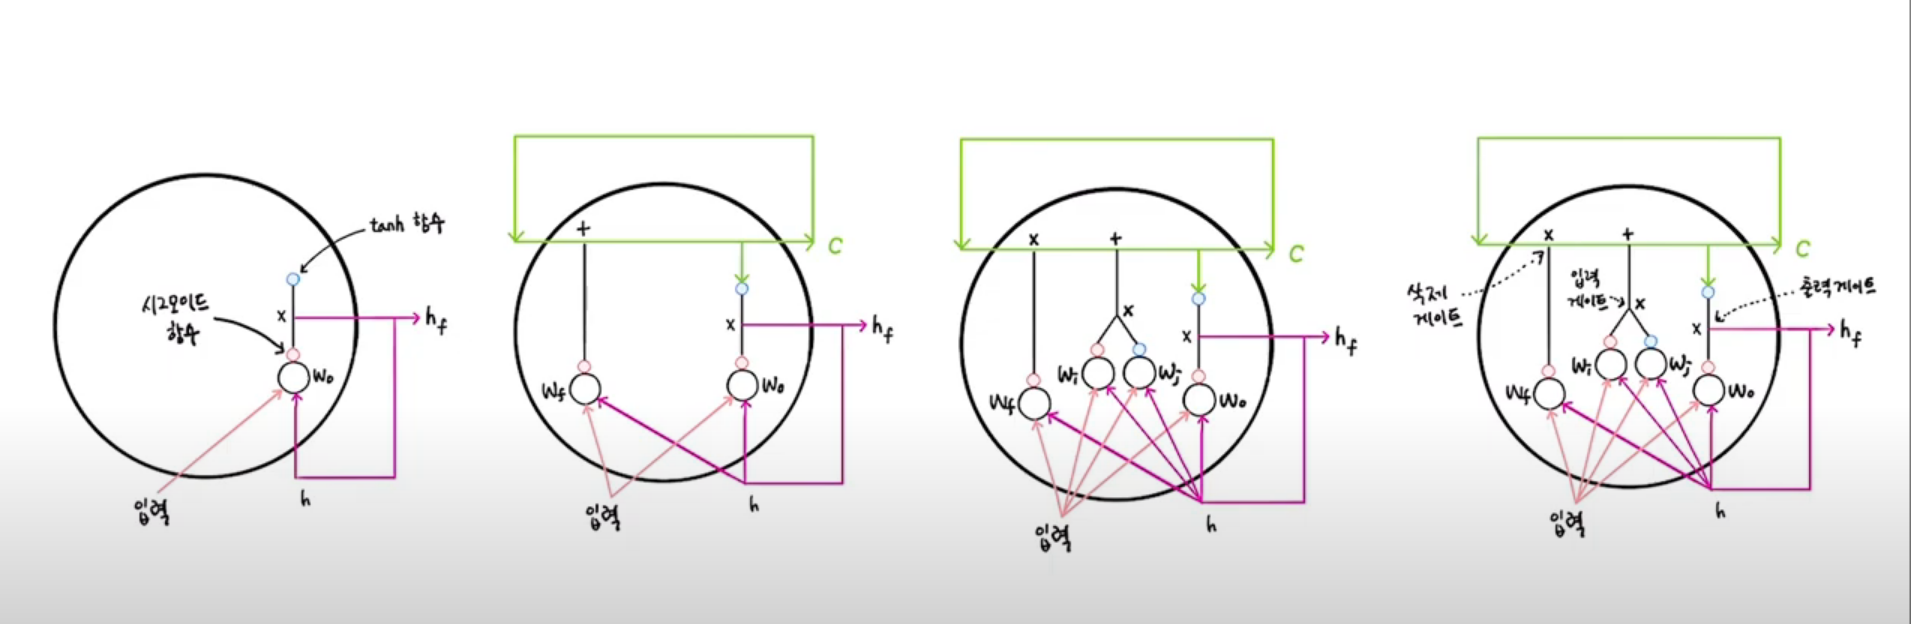 tanh 함수
시그모이드
함수
x
h_f
W_o
입력
h
+
C
x
h_f
W_f
W_o
입력
h
x
+
C
x
x
h_f
W_f
W_i
W_j
W_o
입력
h
x
+
C
삭제
게이트
입력
게이트
x
출력게이트
x
h_f
W_f
W_i
W_j
W_o
입력
h